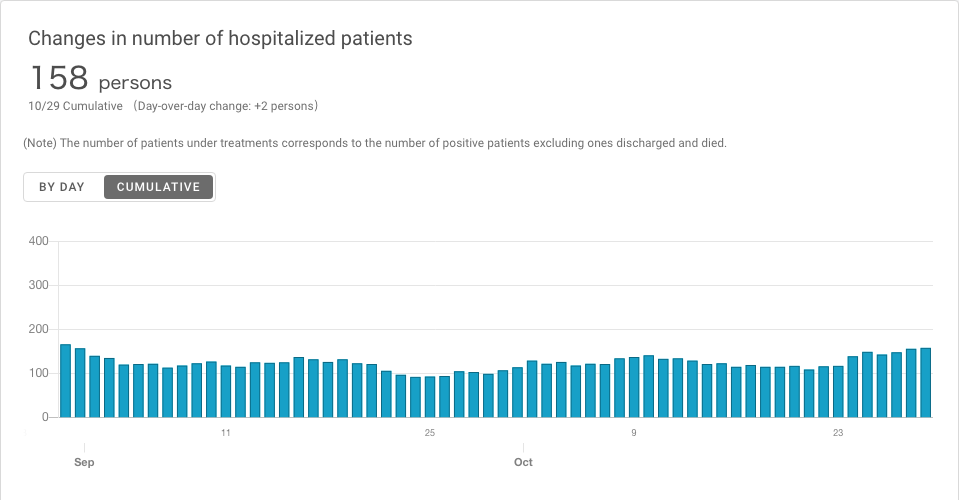 Changes in number of hospitalized patients
158 persons
10/29 Cumulative （Day-over-day change: +2 persons）
(Note) The number of patients under treatments corresponds to the number of positive patients excluding ones discharged and died.
BY DAY CUMULATIVE
400
300
200
100
0
11 25 9 23
Sep Oct